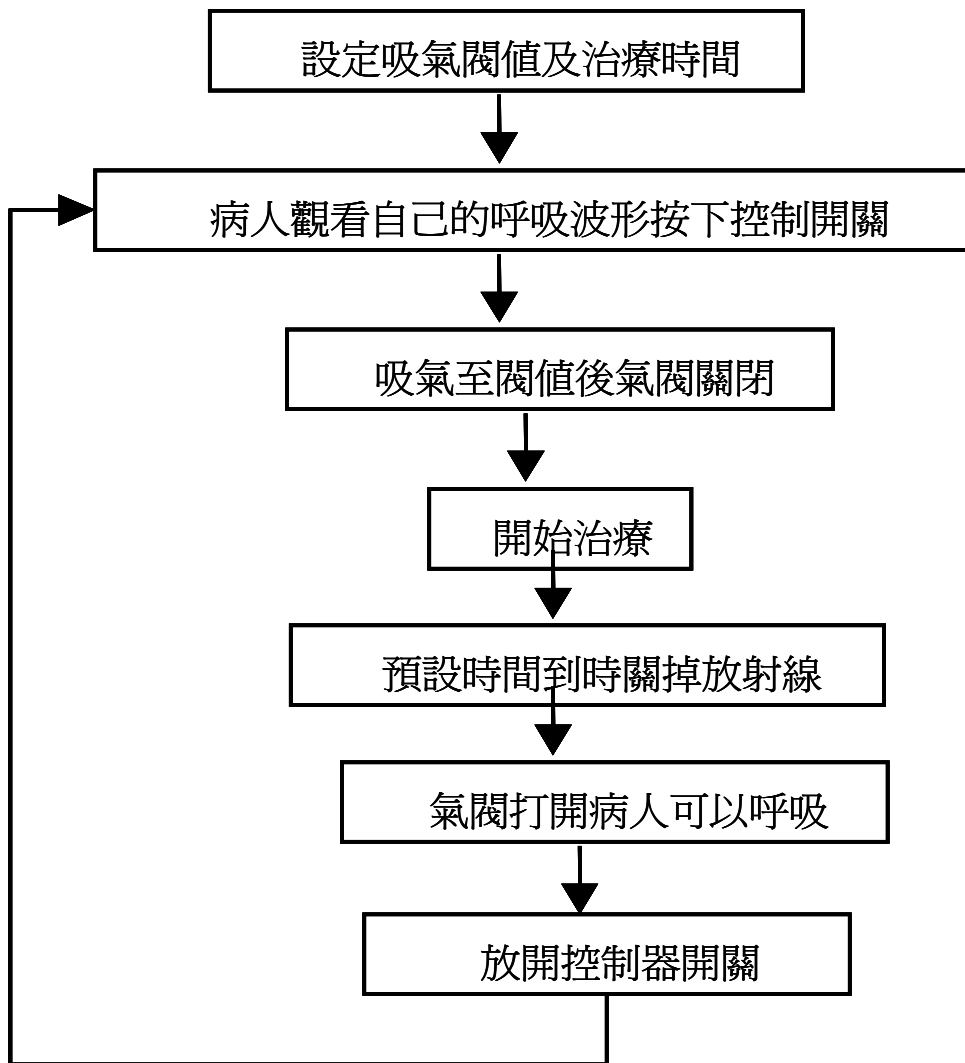 設定吸氣閥值及治療時間
病人觀看自己的呼吸波形按下控制開關
吸氣至閥值後氣閥關閉
開始治療
預設時間到時關掉放射線
氣閥打開病人可以呼吸
放開控制器開關